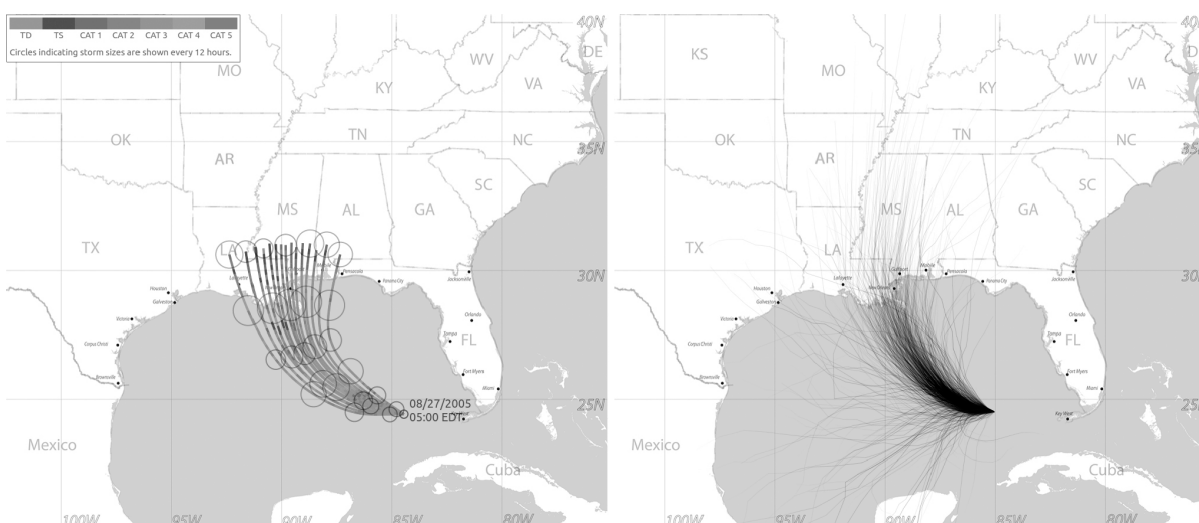 TD TS CAT 1 CAT 2 CAT 3 CAT 4 CAT 5
Circles indicating storm sizes are shown every 12 hours.
40N
MO
WV
DE
KY
VA
OK
TN
NC
35N
AR
SC
MS
AL
GA
TX
LA
30N
Pensacola
Panama City
Jacksonville
Houston
Galveston
Victoria
Orlando
Tampa
FL
Corpus Christi
Fort Myers
Brownsville
Miami
08/27/2005
25N
05:00 EDT
Mexico
Cuba
100W
95W
90W
85W
80W
40N
KS
WV
MO
KY
VA
OK
TN
NC
AR
SC
MS
AL
GA
TX
LA
30N
Lafayette
Mobile
Pensacola
Panama City
Jacksonville
Houston
Galveston
Victoria
Orlando
Tampa
FL
Corpus Christi
Fort Myers
Brownsville
Miami
25N
Key West
Mexico
Cuba
100W
95W
90W
85W
80W